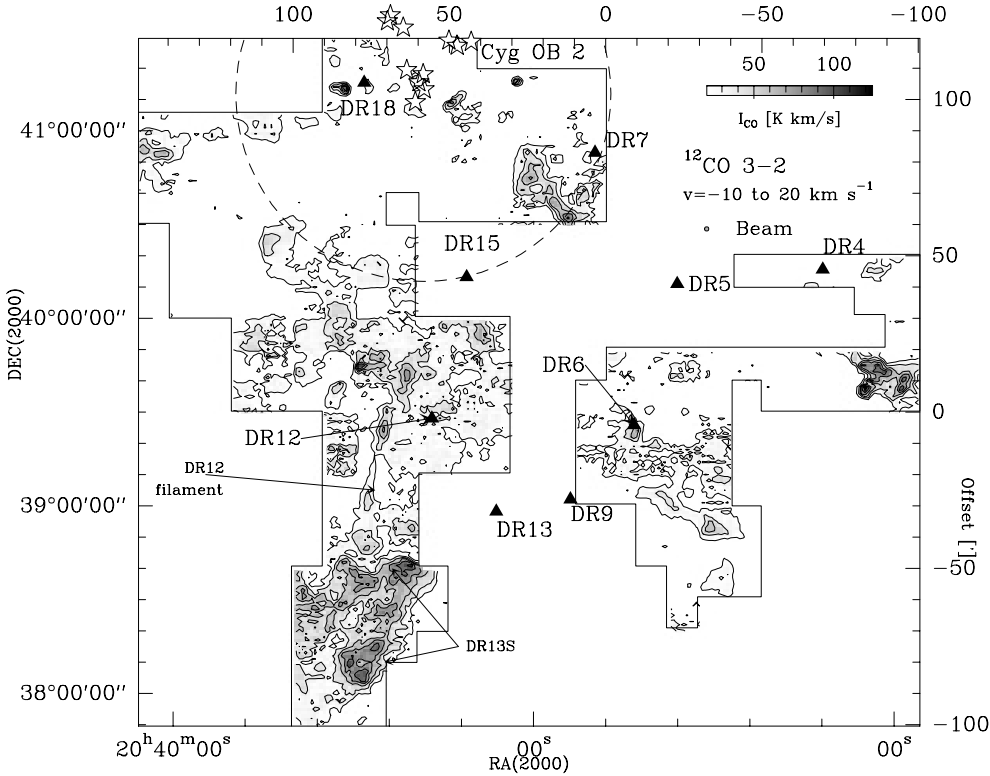 100 50 0 -50 -100
Cyg OB 2
50 100
I_CO [K km/s]
DR18
100
41°00'00"
DR7
¹²CO 3-2
v=-10 to 20 km s⁻¹
Beam
DR15
DR4
50
DR5
40°00'00"
DEC(2000)
DR6
0
DR12
DR12
filament
39°00'00"
DR9
DR13
Offset [']
-50
DR13S
38°00'00"
-100
20ʰ40ᵐ00ˢ 00ˢ 00ˢ
RA(2000)